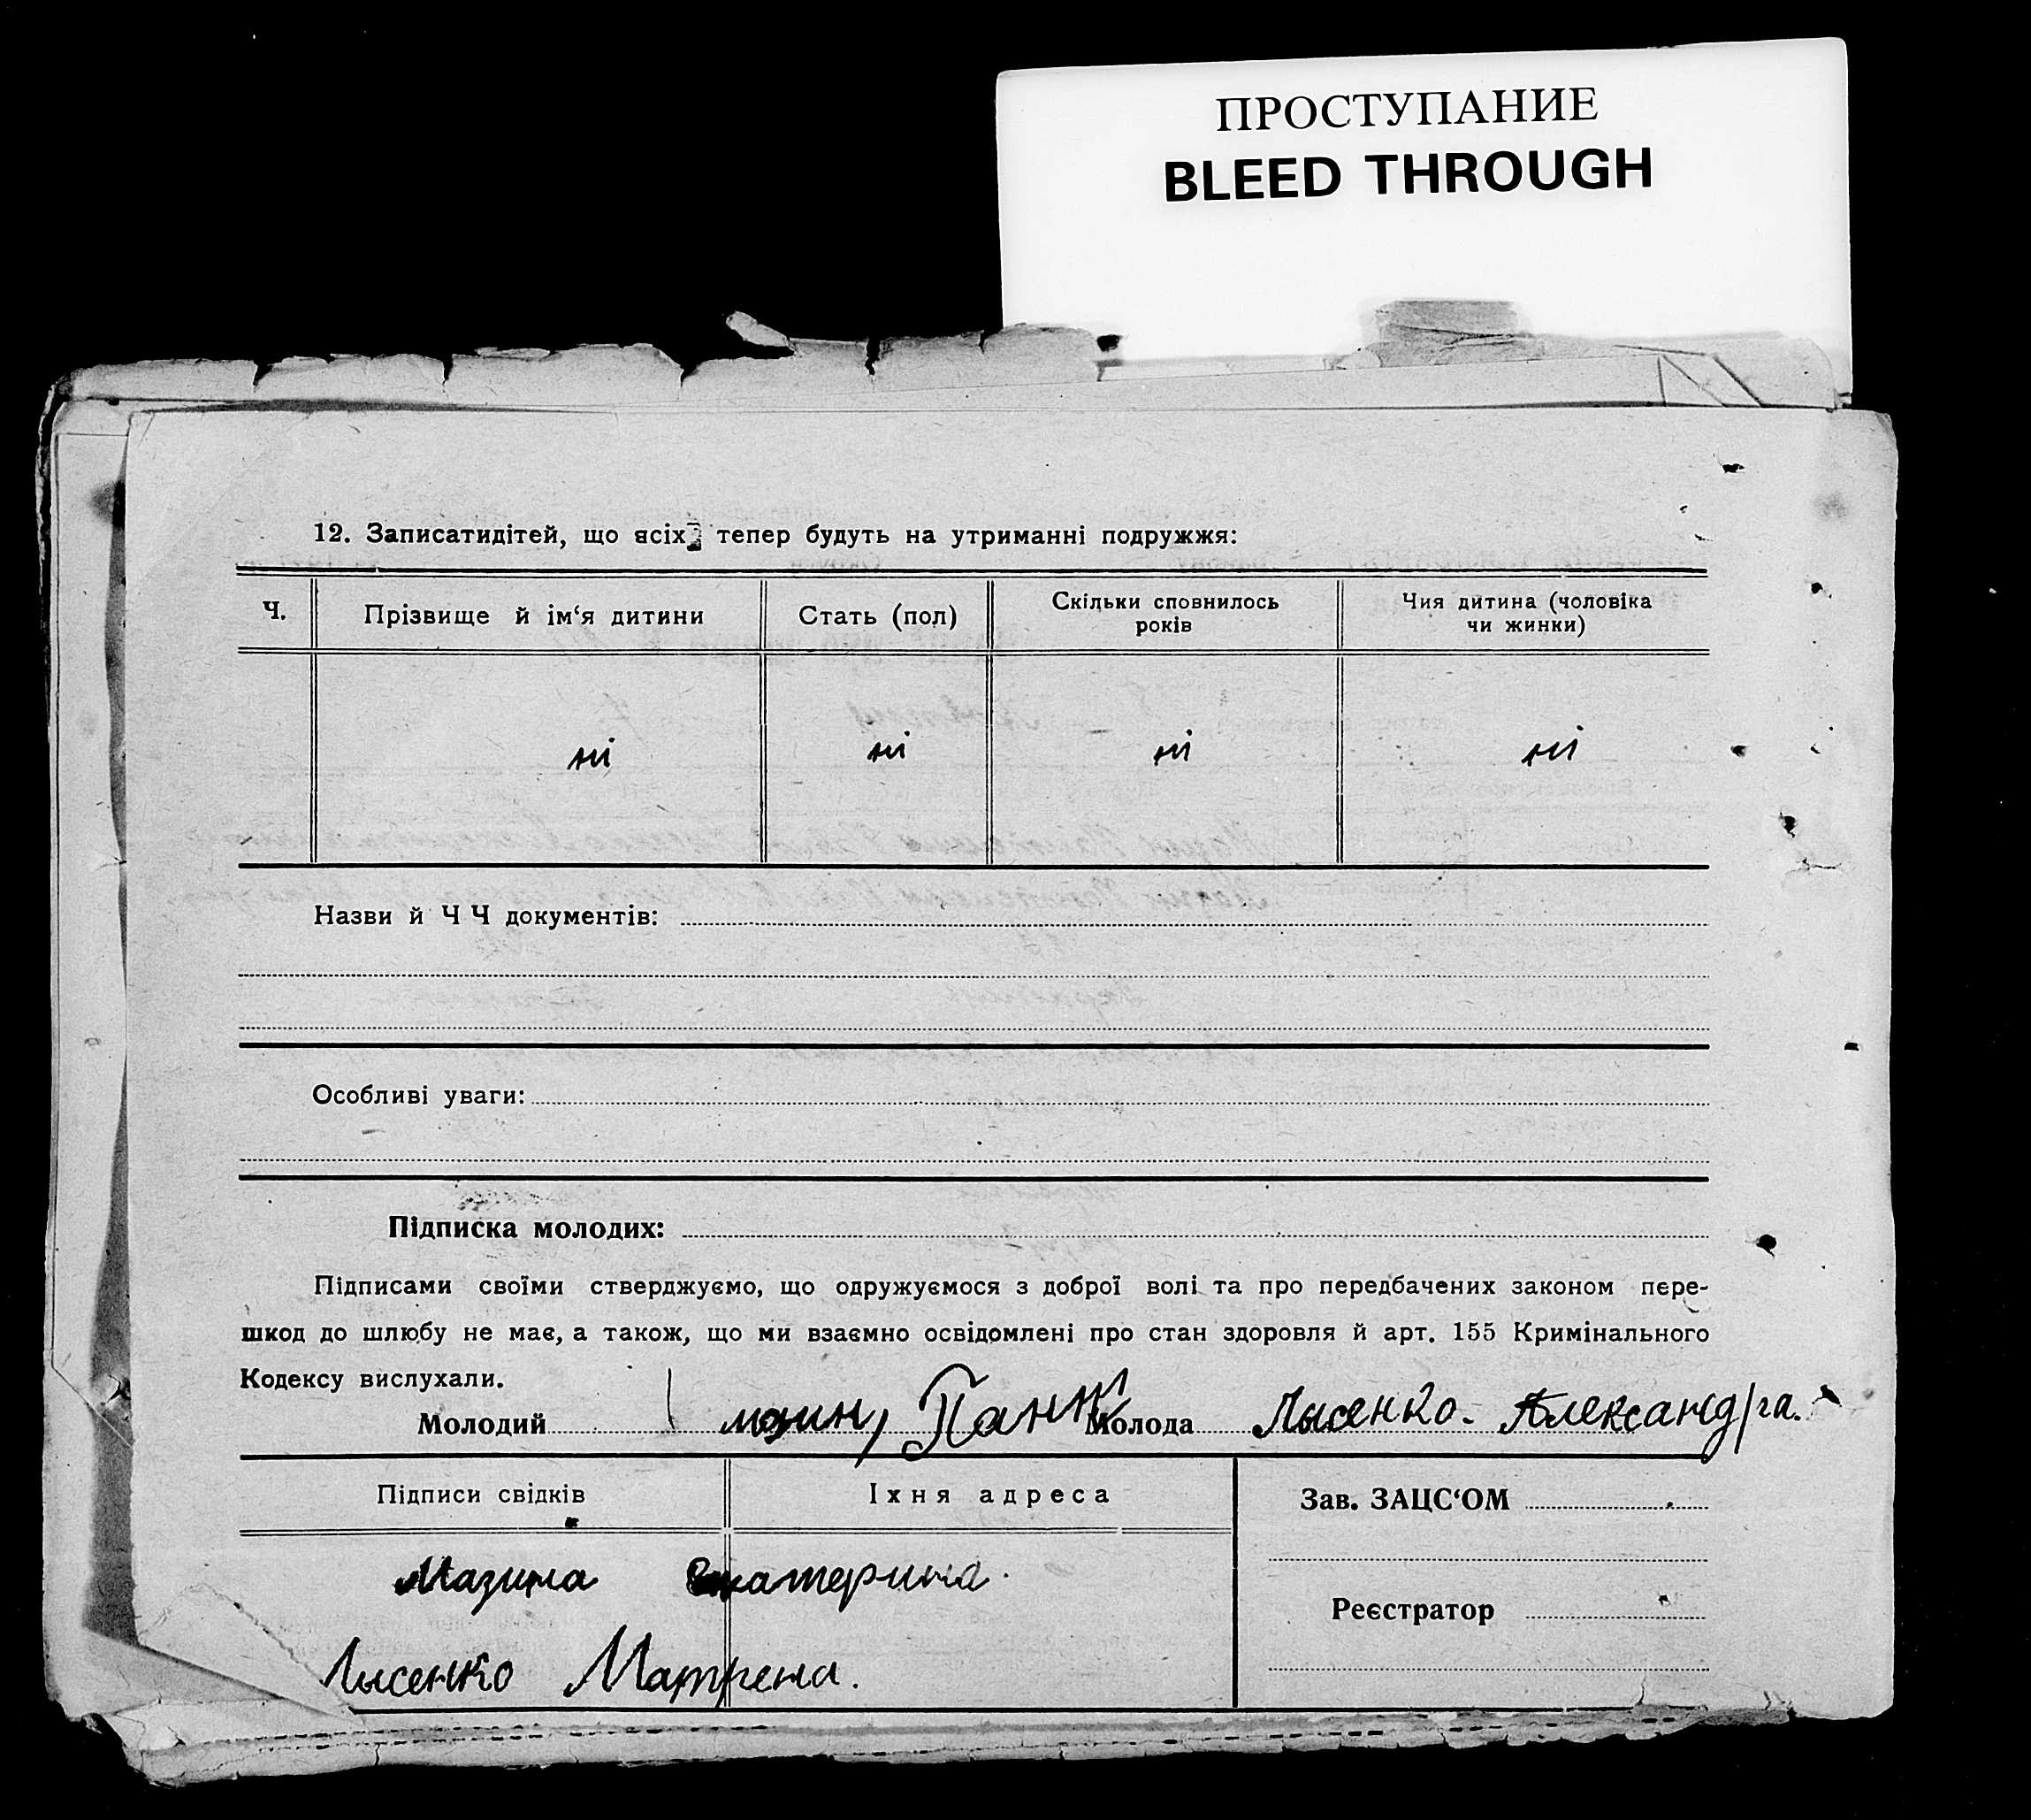 ПРОСТУПАНИЕ
BLEED THROUGH
12. Записатидітей, що всіх тепер будуть на утриманні подружжя:
Ч. Прізвище й ім‘я дитини Стать (пол) Скільки сповнилось років Чия дитина (чоловіка чи жинки)
ні ні ні ні
Назви й Ч Ч документів:
Особливі уваги:
Підписка молодих:
Підписами своїми стверджуємо, що одружуємося з доброї волі та про передбачених законом пере-
шкод до шлюбу не має, а також, що ми взаємно освідомлені про стан здоровля й арт. 155 Кримінального
Кодексу вислухали.
Молодий Молода Лысенко. Александра.
Підписи свідків Їхня адреса Зав. ЗАЦС‘ОМ
Мазина Екатерина.
Реєстратор
Лысенко Матрена.